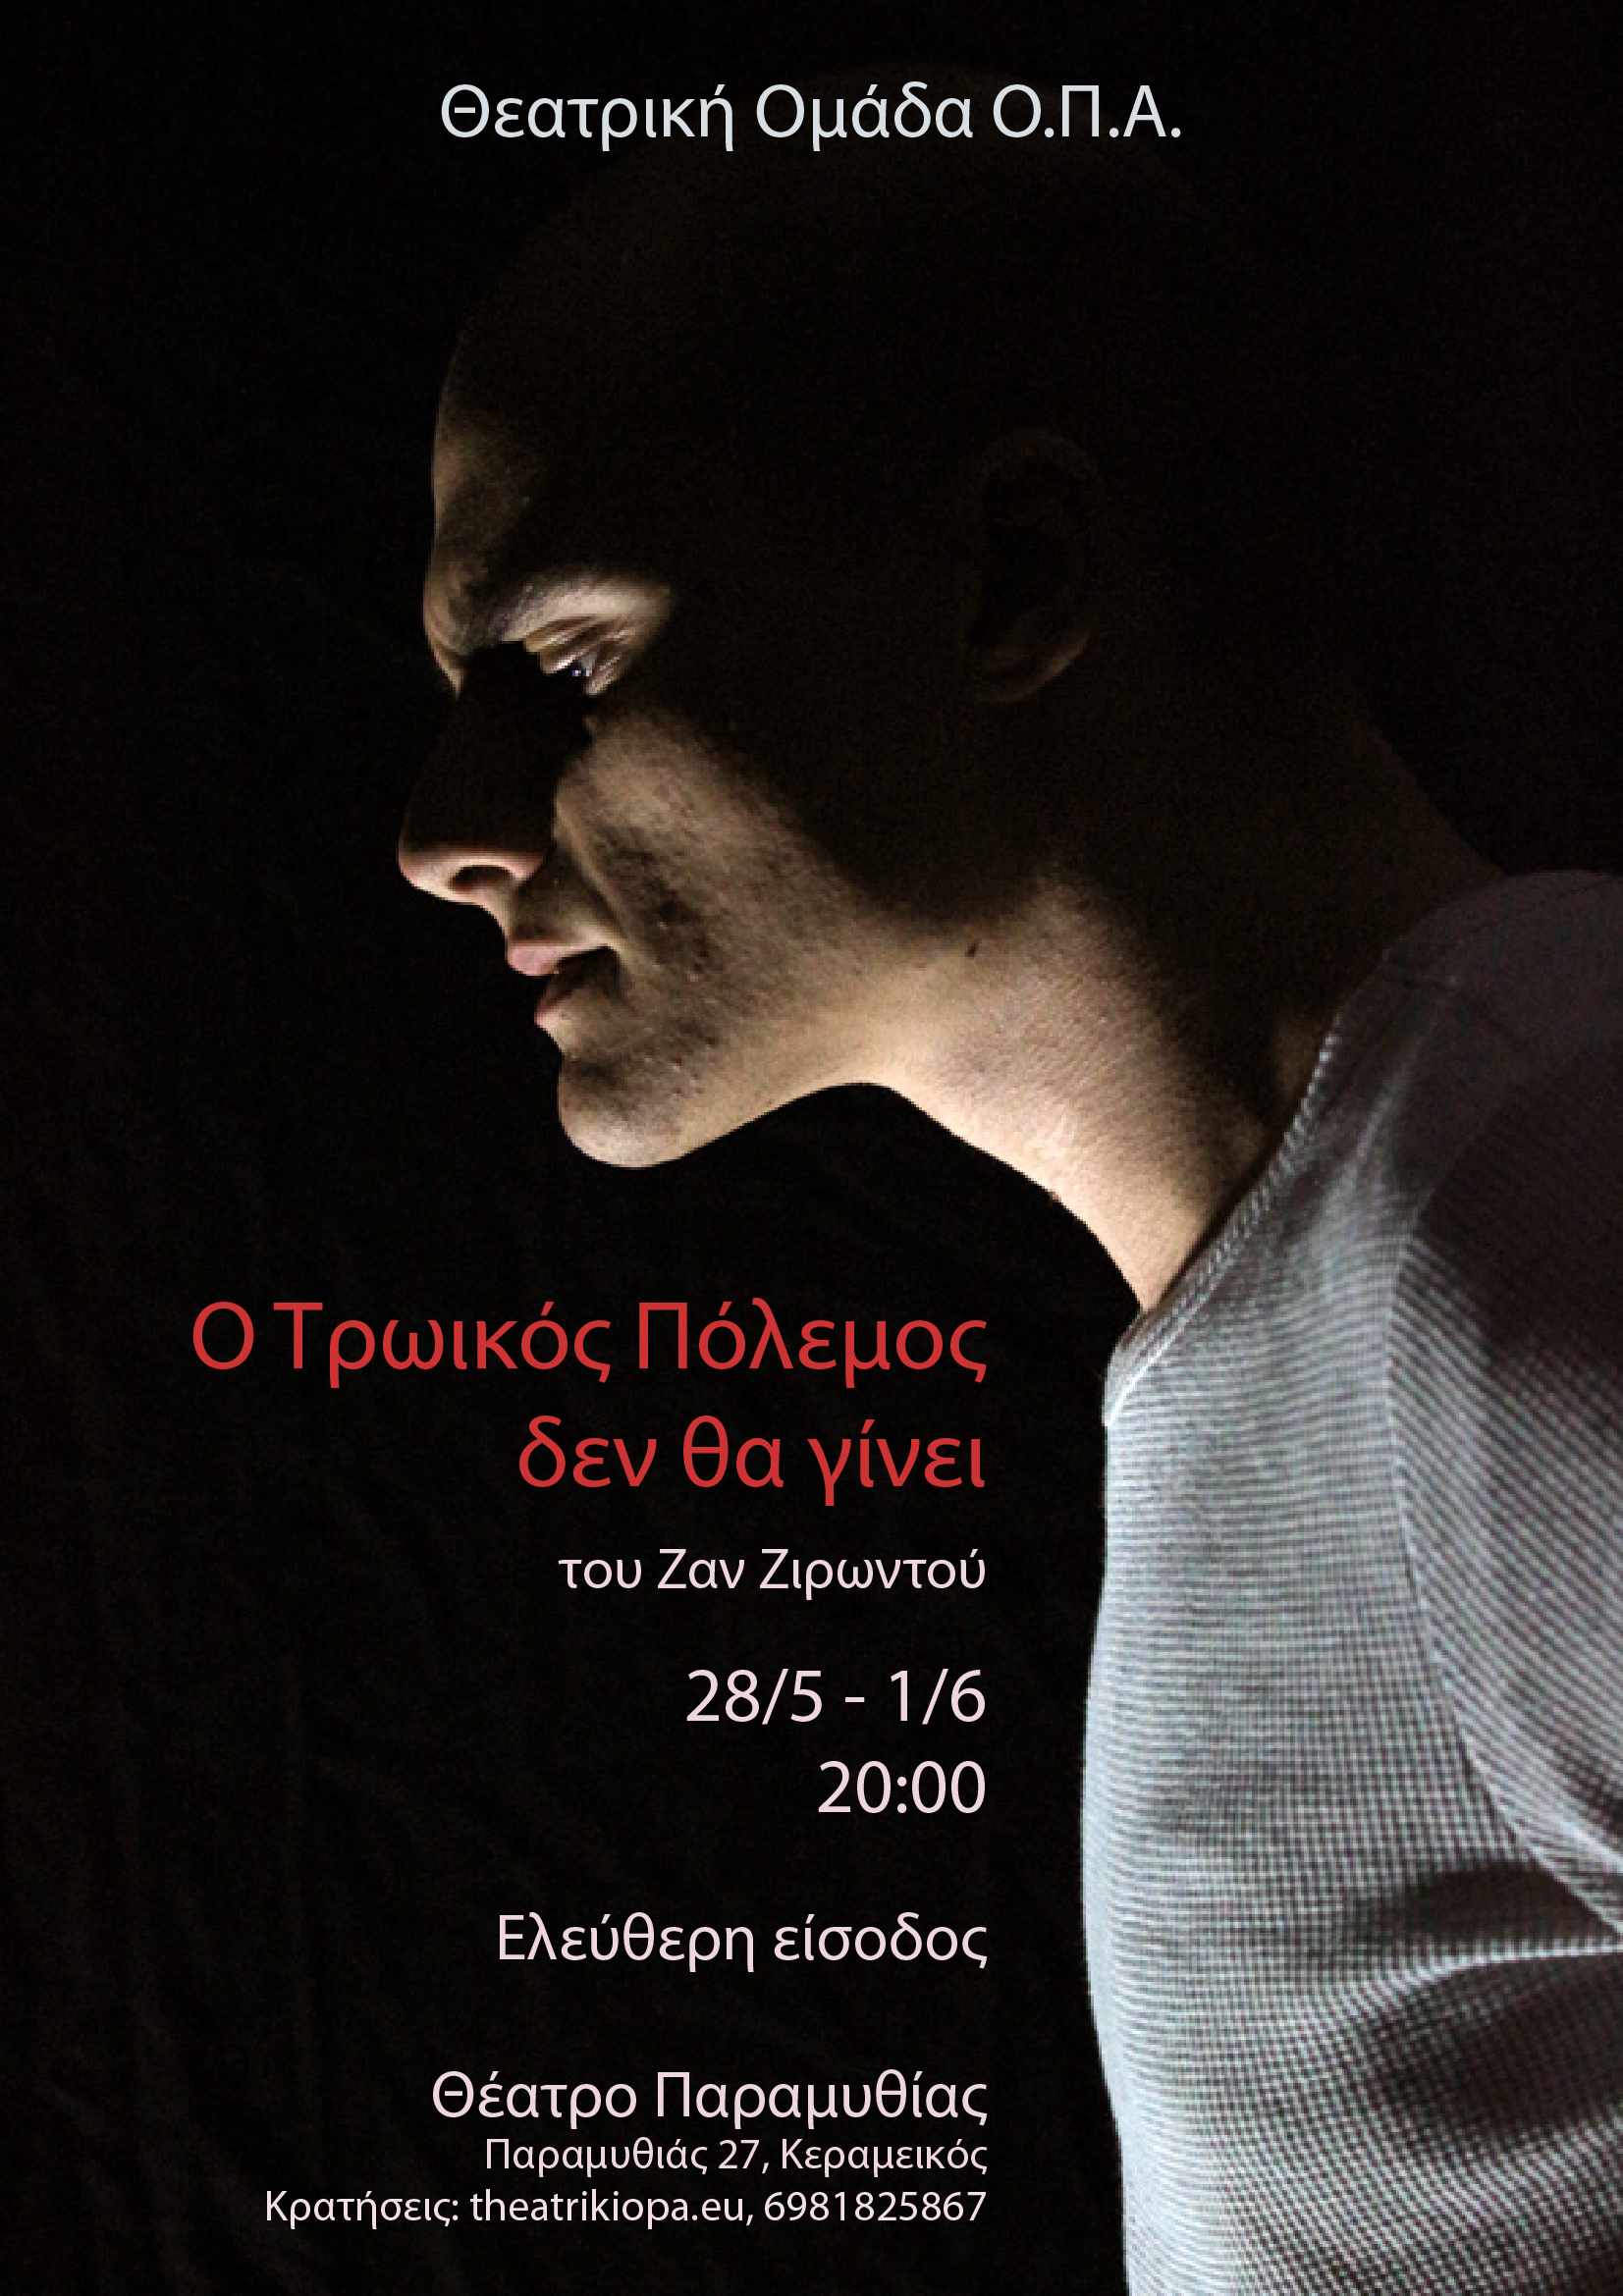 Θεατρική Ομάδα Ο.Π.Α.
Ο Τρωικός Πόλεμος
δεν θα γίνει
του Ζαν Ζιρωντού
28/5 - 1/6
20:00
Ελεύθερη είσοδος
Θέατρο Παραμυθίας
Παραμυθιάς 27, Κεραμεικός
Κρατήσεις: theatrikiopa.eu, 6981825867